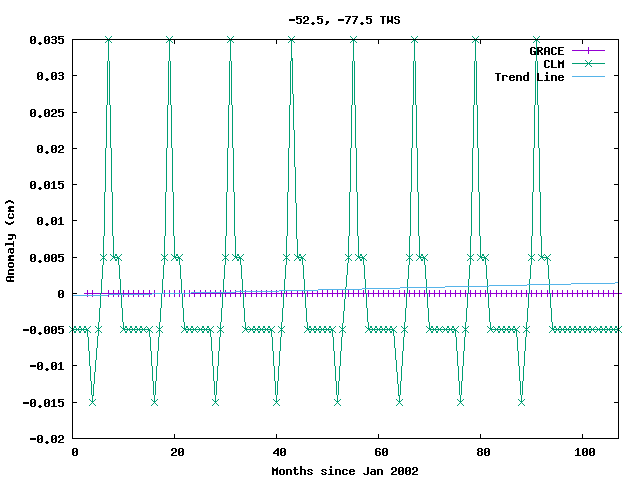 -52.5, -77.5 TWS
GRACE
CLM
Trend Line
0.035
0.03
0.025
0.02
0.015
0.01
0.005
0
-0.005
-0.01
-0.015
-0.02
Anomaly (cm)
0 20 40 60 80 100
Months since Jan 2002